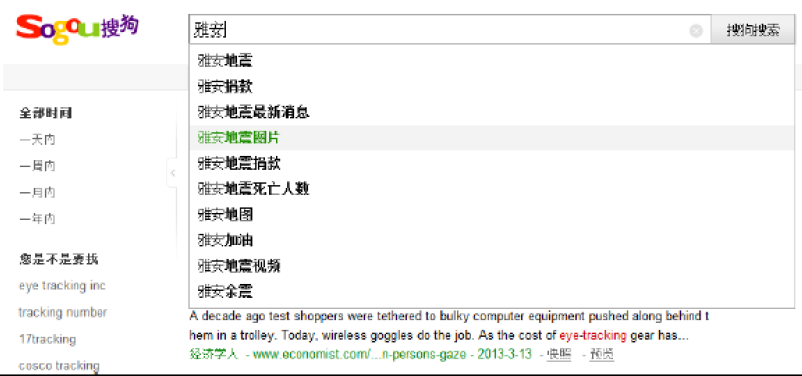 Sogou搜狗
雅安
搜狗搜索
雅安地震
雅安捐款
雅安地震最新消息
雅安地震图片
雅安地震捐款
雅安地震死亡人数
雅安地图
雅安加油
雅安地震视频
雅安余震
全部时间
一天内
一周内
一月内
一年内
您是不是要找
eye tracking inc
tracking number
17tracking
cosco tracking
A decade ago test shoppers were tethered to bulky computer equipment pushed along behind t
hem in a trolley. Today, wireless goggles do the job. As the cost of eye-tracking gear has...
经济学人 - www.economist.com/...n-persons-gaze - 2013-3-13 - 快照 - 预览